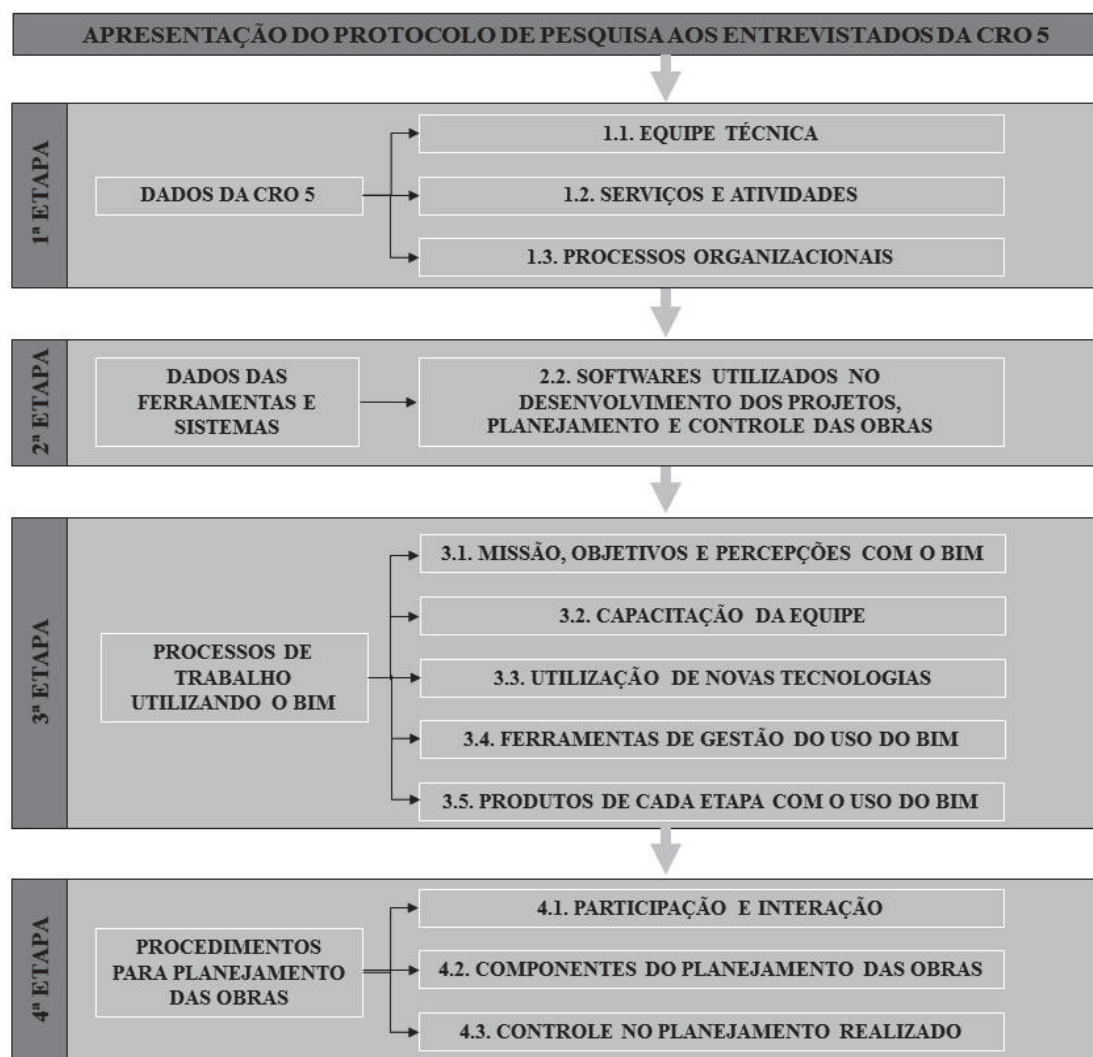 APRESENTAÇÃO DO PROTOCOLO DE PESQUISA AOS ENTREVISTADOS DA CRO 5
1ª ETAPA
DADOS DA CRO 5
1.1. EQUIPE TÉCNICA
1.2. SERVIÇOS E ATIVIDADES
1.3. PROCESSOS ORGANIZACIONAIS
2ª ETAPA
DADOS DAS
FERRAMENTAS E
SISTEMAS
2.2. SOFTWARES UTILIZADOS NO
DESENVOLVIMENTO DOS PROJETOS,
PLANEJAMENTO E CONTROLE DAS OBRAS
3ª ETAPA
PROCESSOS DE
TRABALHO
UTILIZANDO O BIM
3.1. MISSÃO, OBJETIVOS E PERCEPÇÕES COM O BIM
3.2. CAPACITAÇÃO DA EQUIPE
3.3. UTILIZAÇÃO DE NOVAS TECNOLOGIAS
3.4. FERRAMENTAS DE GESTÃO DO USO DO BIM
3.5. PRODUTOS DE CADA ETAPA COM O USO DO BIM
4ª ETAPA
PROCEDIMENTOS
PARA PLANEJAMENTO
DAS OBRAS
4.1. PARTICIPAÇÃO E INTERAÇÃO
4.2. COMPONENTES DO PLANEJAMENTO DAS OBRAS
4.3. CONTROLE NO PLANEJAMENTO REALIZADO